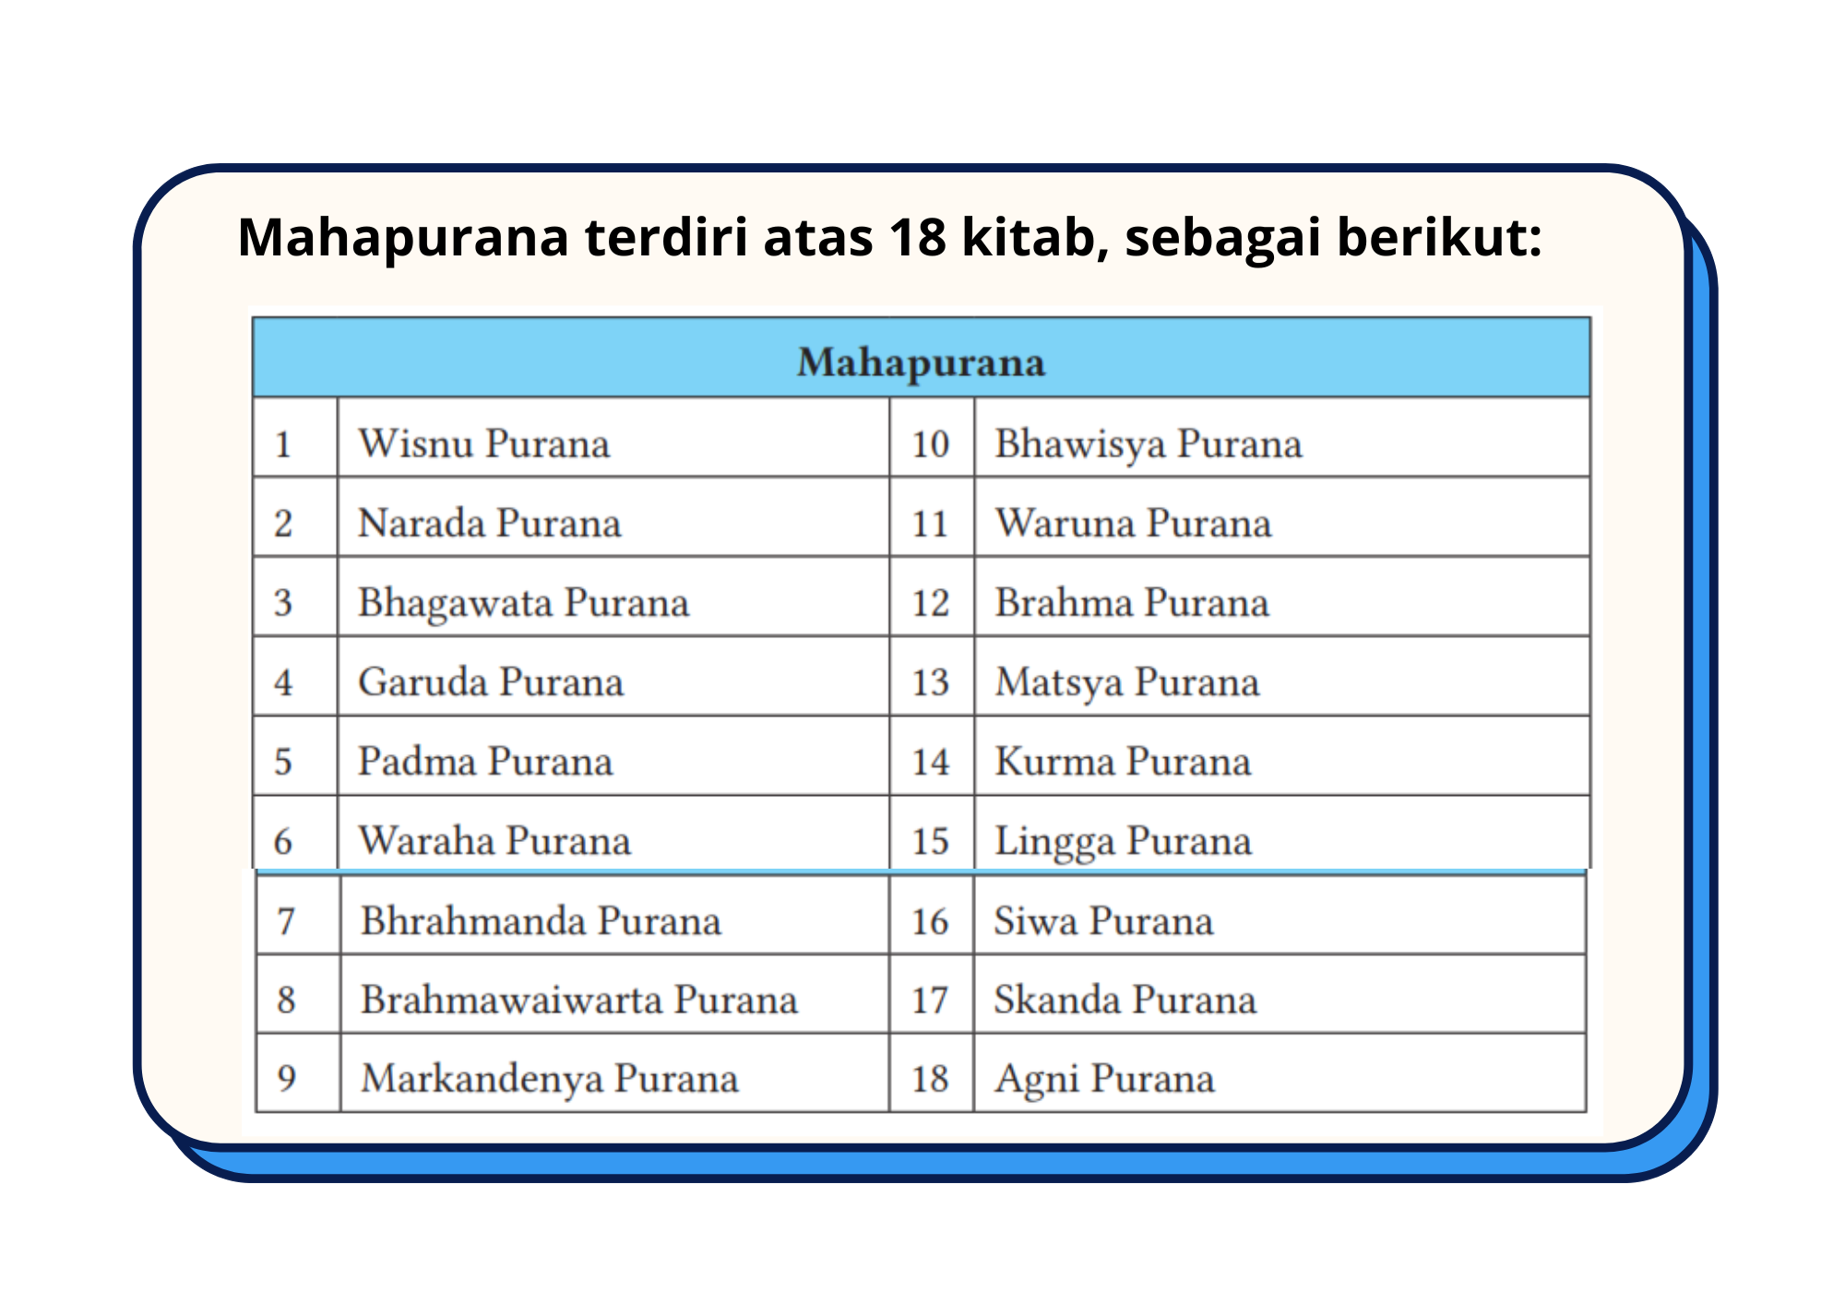 Mahapurana terdiri atas 18 kitab, sebagai berikut:
Mahapurana
1 Wisnu Purana 10 Bhawisya Purana
2 Narada Purana 11 Waruna Purana
3 Bhagawata Purana 12 Brahma Purana
4 Garuda Purana 13 Matsya Purana
5 Padma Purana 14 Kurma Purana
6 Waraha Purana 15 Lingga Purana
7 Bhrahmanda Purana 16 Siwa Purana
8 Brahmawaiwarta Purana 17 Skanda Purana
9 Markandenya Purana 18 Agni Purana